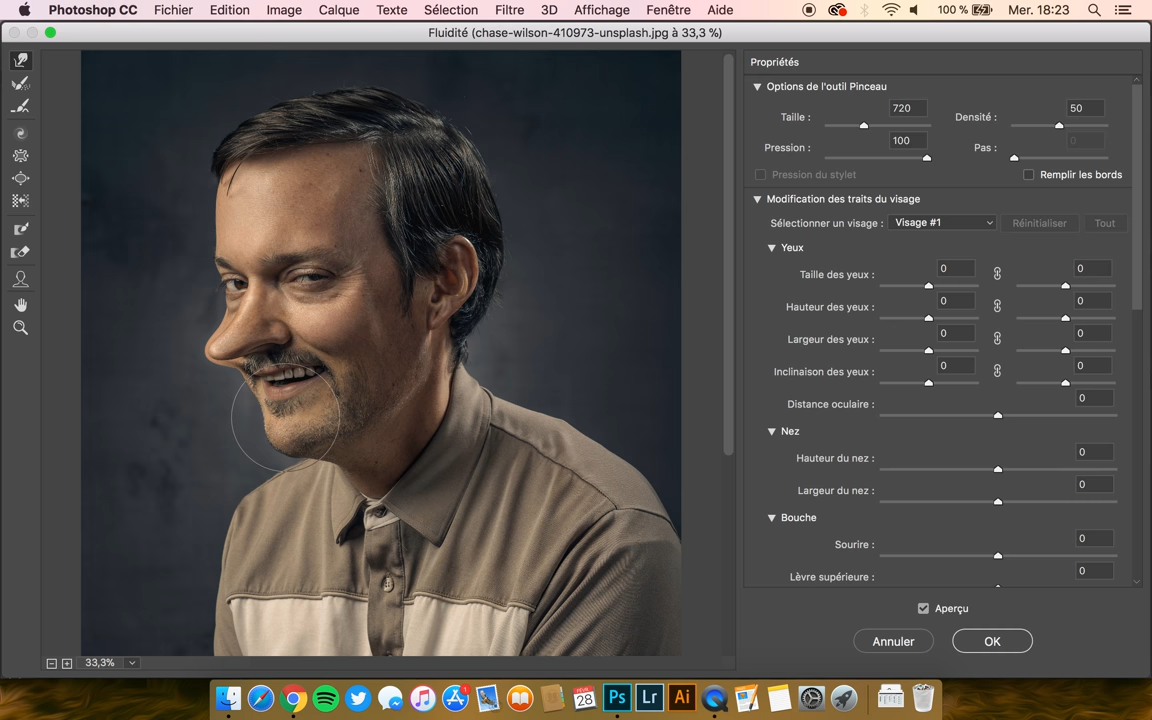 Photoshop CC Fichier Edition Image Calque Texte Sélection Filtre 3D Affichage Fenêtre Aide 100 % Mer. 18:23
Fluidité (chase-wilson-410973-unsplash.jpg à 33,3 %)
Propriétés
Options de l'outil Pinceau
Taille : 720 Densité : 50
Pression : 100 Pas : 0
Pression du stylet Remplir les bords
Modification des traits du visage
Sélectionner un visage : Visage #1 Réinitialiser Tout
Yeux
Taille des yeux : 0 0
Hauteur des yeux : 0 0
Largeur des yeux : 0 0
Inclinaison des yeux : 0 0
Distance oculaire : 0
Nez
Hauteur du nez : 0
Largeur du nez : 0
Bouche
Sourire : 0
Lèvre supérieure : 0
Aperçu
Annuler OK
33,3%
1
28
Ps Lr Ai